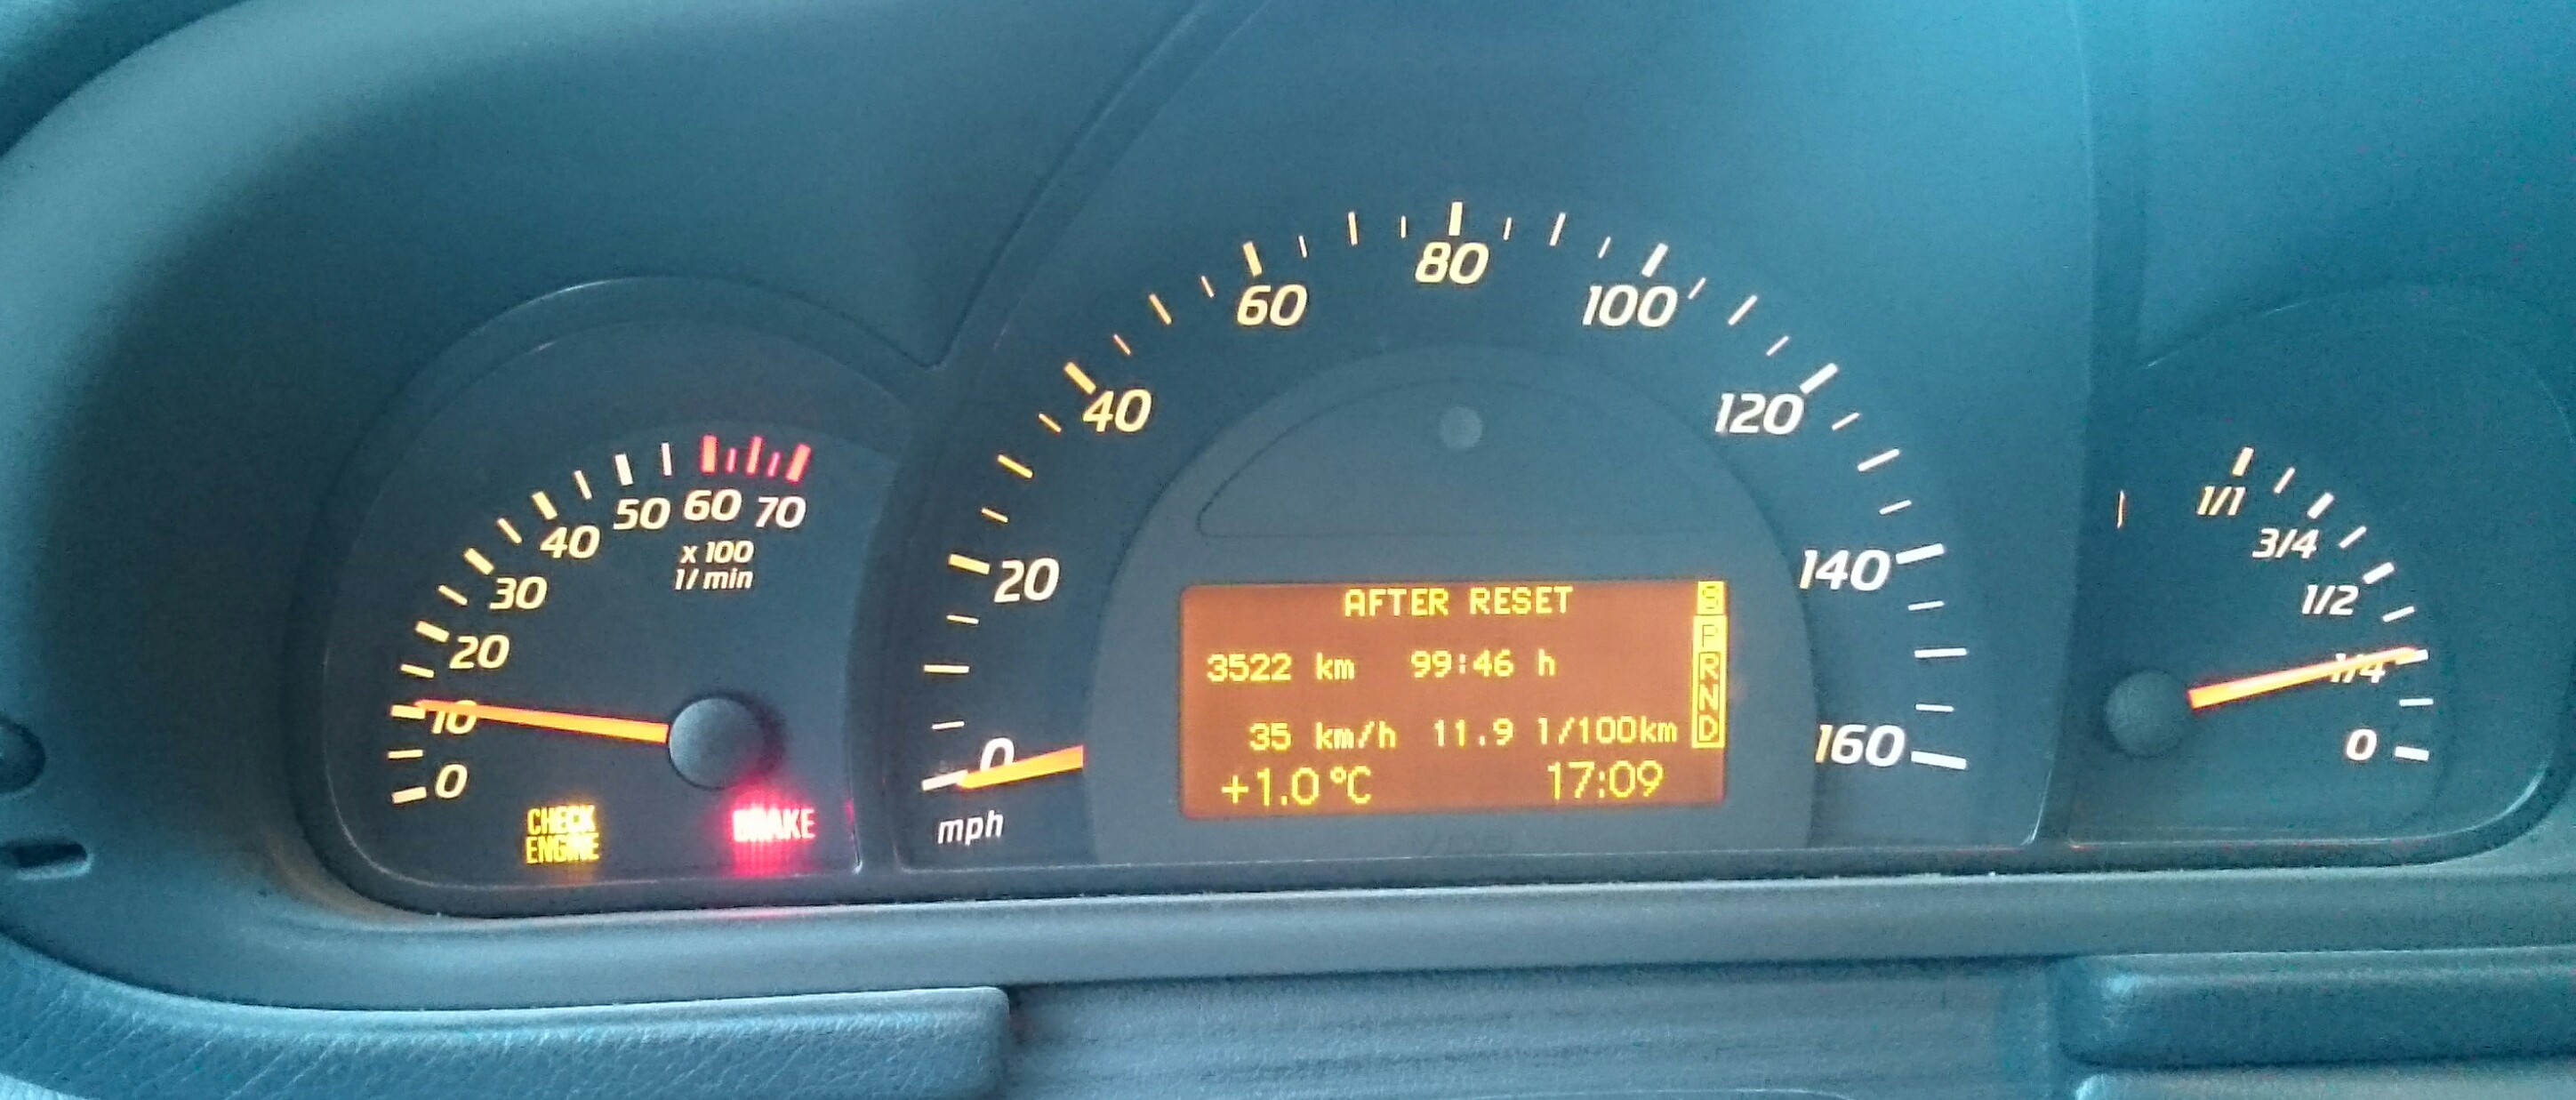 0
10
20
30
40
50
60
70
x 100
1/min
CHECK
ENGINE
BRAKE
0
20
40
60
80
100
120
140
160
mph
AFTER RESET
3522 km 99:46 h
35 km/h 11.9 l/100km
+1.0 °C 17:09
S
P
R
N
D
1/1
3/4
1/2
1/4
0